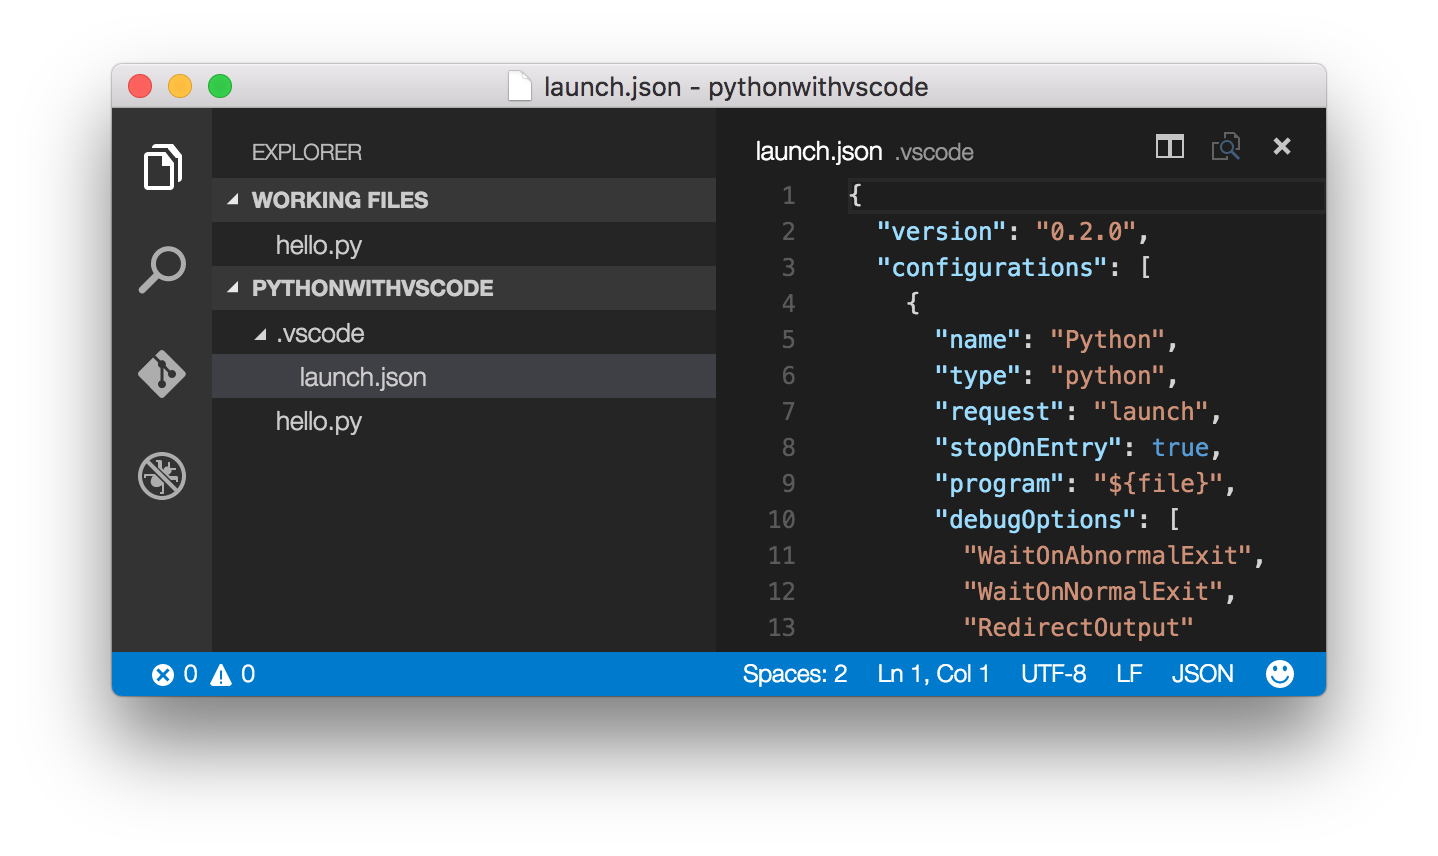 launch.json - pythonwithvscode
EXPLORER
WORKING FILES
hello.py
PYTHONWITHVSCODE
.vscode
launch.json
hello.py
launch.json .vscode
1 {
2 "version": "0.2.0",
3 "configurations": [
4 {
5 "name": "Python",
6 "type": "python",
7 "request": "launch",
8 "stopOnEntry": true,
9 "program": "${file}",
10 "debugOptions": [
11 "WaitOnAbnormalExit",
12 "WaitOnNormalExit",
13 "RedirectOutput"
0 0 Spaces: 2 Ln 1, Col 1 UTF-8 LF JSON